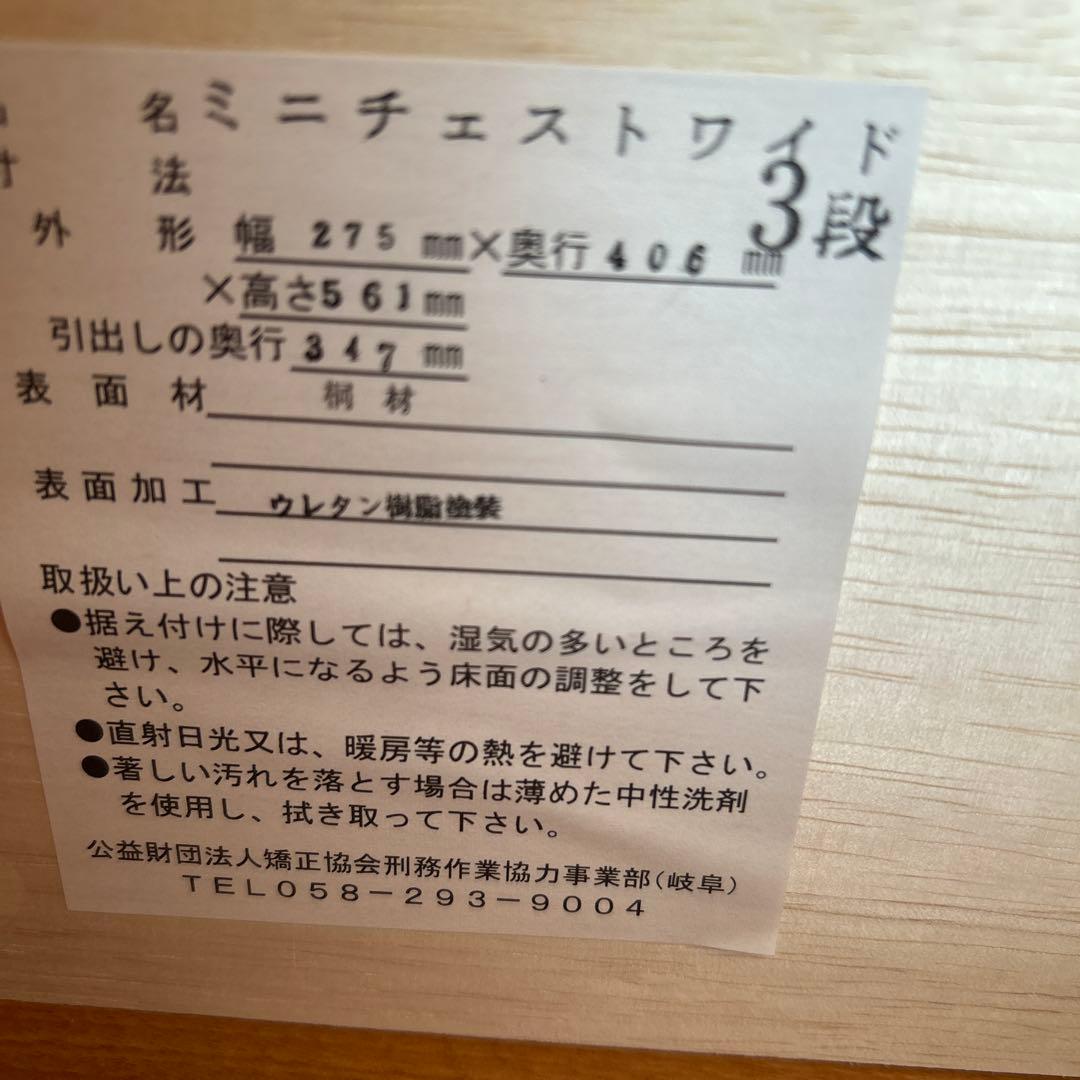 名 ミニチェストワイド
法 3段
外形 幅 275 mm×奥行 406 mm
×高さ561mm
引出しの奥行 347 mm
表面材 桐材
表面加工 ウレタン樹脂塗装
取扱い上の注意
●据え付けに際しては、湿気の多いところを
避け、水平になるよう床面の調整をして下
さい。
●直射日光又は、暖房等の熱を避けて下さい。
●著しい汚れを落とす場合は薄めた中性洗剤
を使用し、拭き取って下さい。
公益財団法人矯正協会刑務作業協力事業部(岐阜)
TEL058-293-9004